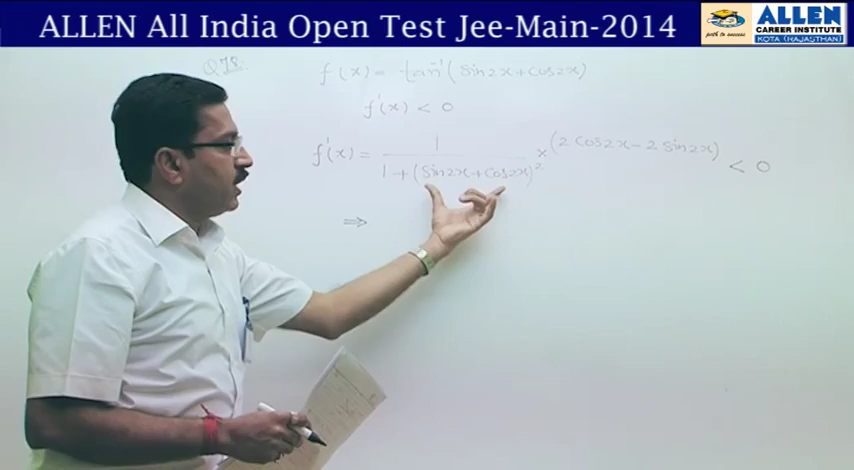 ALLEN All India Open Test Jee-Main-2014
path to success
ALLEN
CAREER INSTITUTE
KOTA (RAJASTHAN)
Q78.
f(x) = tan⁻¹(sin2x+cos2x)
f'(x) < 0
f'(x) = 1 / 1+(sin2x+cos2x)² × (2cos2x-2sin2x) < 0
⇒